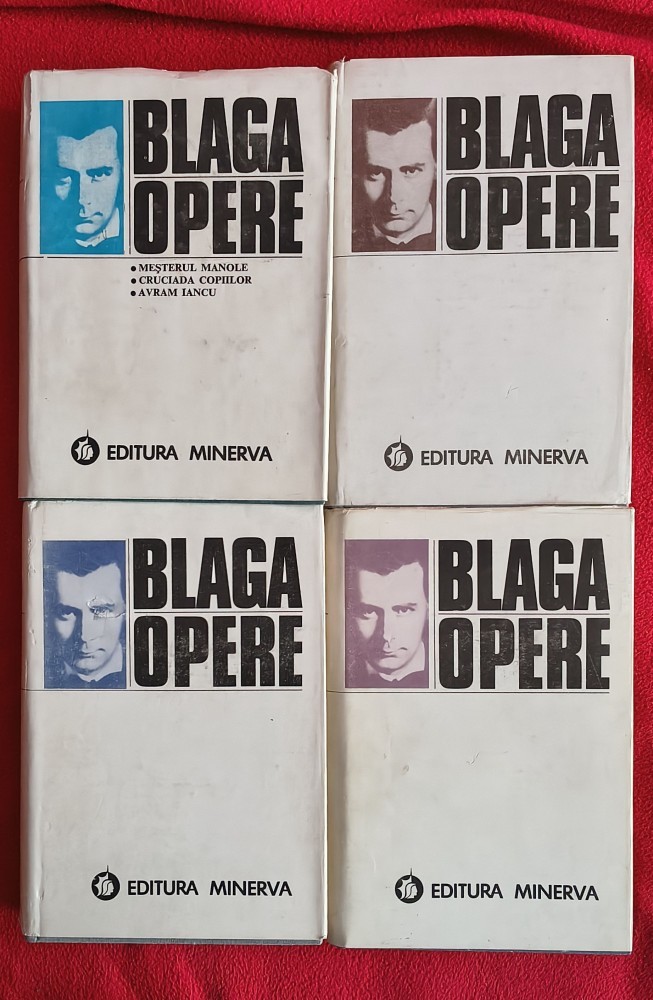 BLAGA
OPERE
• MEȘTERUL MANOLE
• CRUCIADA COPIILOR
• AVRAM IANCU
EDITURA MINERVA
BLAGA
OPERE
EDITURA MINERVA
BLAGA
OPERE
EDITURA MINERVA
BLAGA
OPERE
EDITURA MINERVA